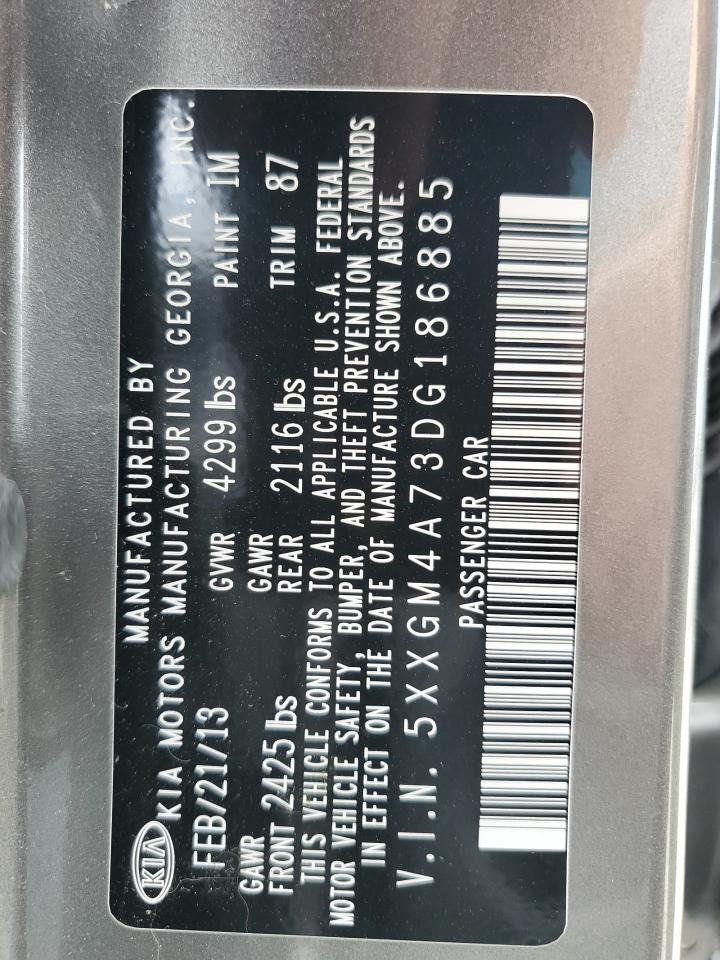 KIA
MANUFACTURED BY
KIA MOTORS MANUFACTURING GEORGIA, INC.
FEB/21/13 GVWR 4299 lbs PAINT IM
GAWR GAWR
FRONT 2425 lbs REAR 2116 lbs TRIM 87
THIS VEHICLE CONFORMS TO ALL APPLICABLE U.S.A. FEDERAL
MOTOR VEHICLE SAFETY, BUMPER, AND THEFT PREVENTION STANDARDS
IN EFFECT ON THE DATE OF MANUFACTURE SHOWN ABOVE.
V.I.N. 5XXGM4A73DG186885
PASSENGER CAR